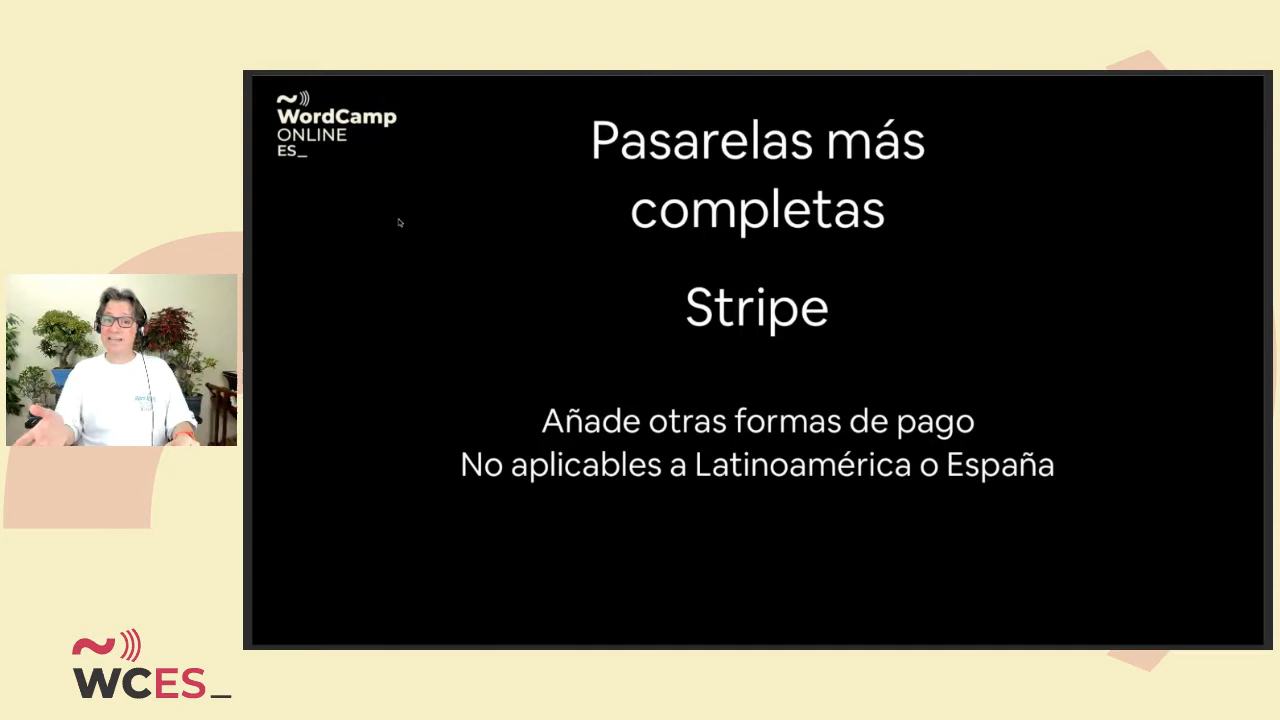 WordCamp
ONLINE
ES_
Pasarelas más
completas
Stripe
Añade otras formas de pago
No aplicables a Latinoamérica o España
WCES_